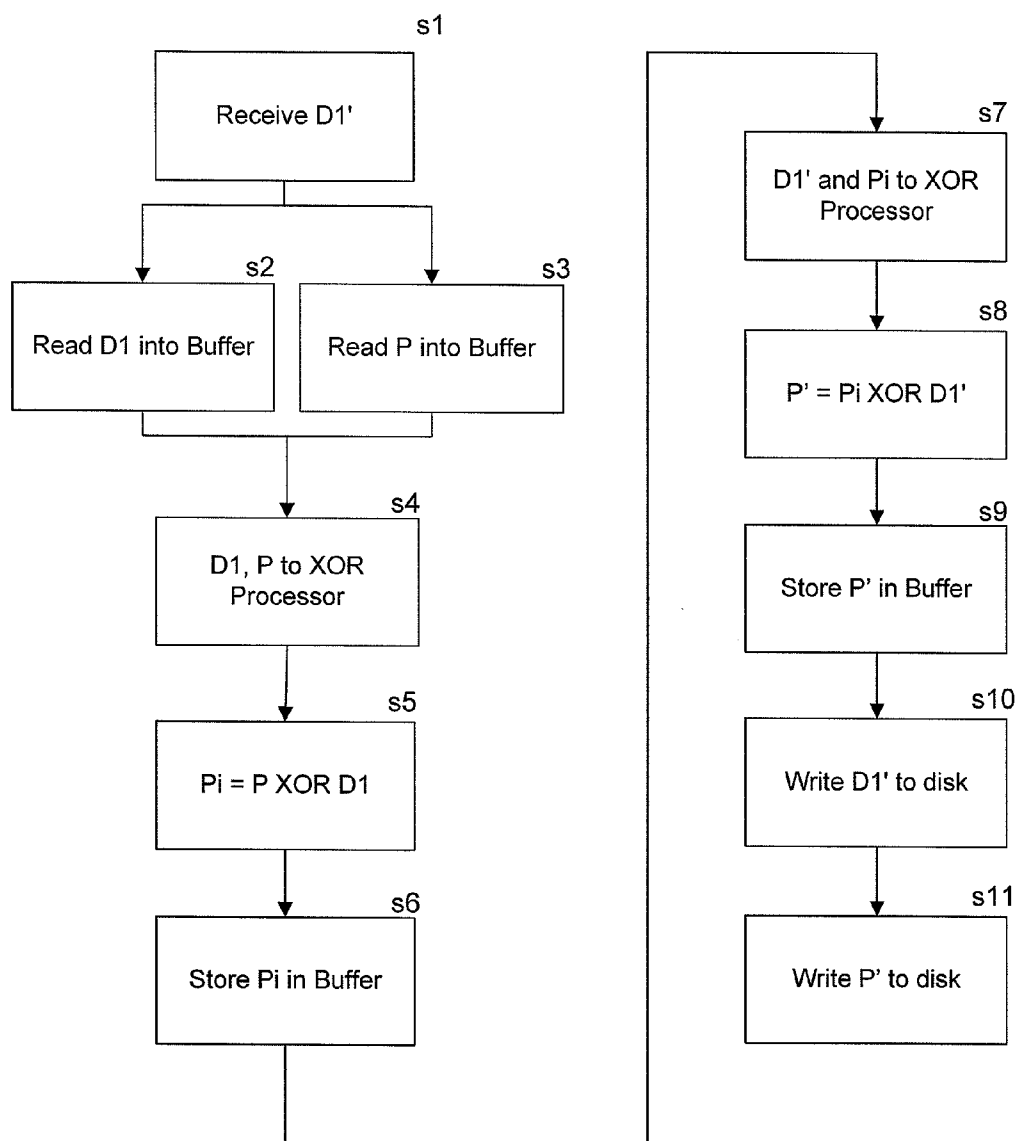 s1
Receive D1'
s2
Read D1 into Buffer
s3
Read P into Buffer
s4
D1, P to XOR
Processor
s5
Pi = P XOR D1
s6
Store Pi in Buffer
s7
D1' and Pi to XOR
Processor
s8
P’ = Pi XOR D1'
s9
Store P’ in Buffer
s10
Write D1' to disk
s11
Write P’ to disk